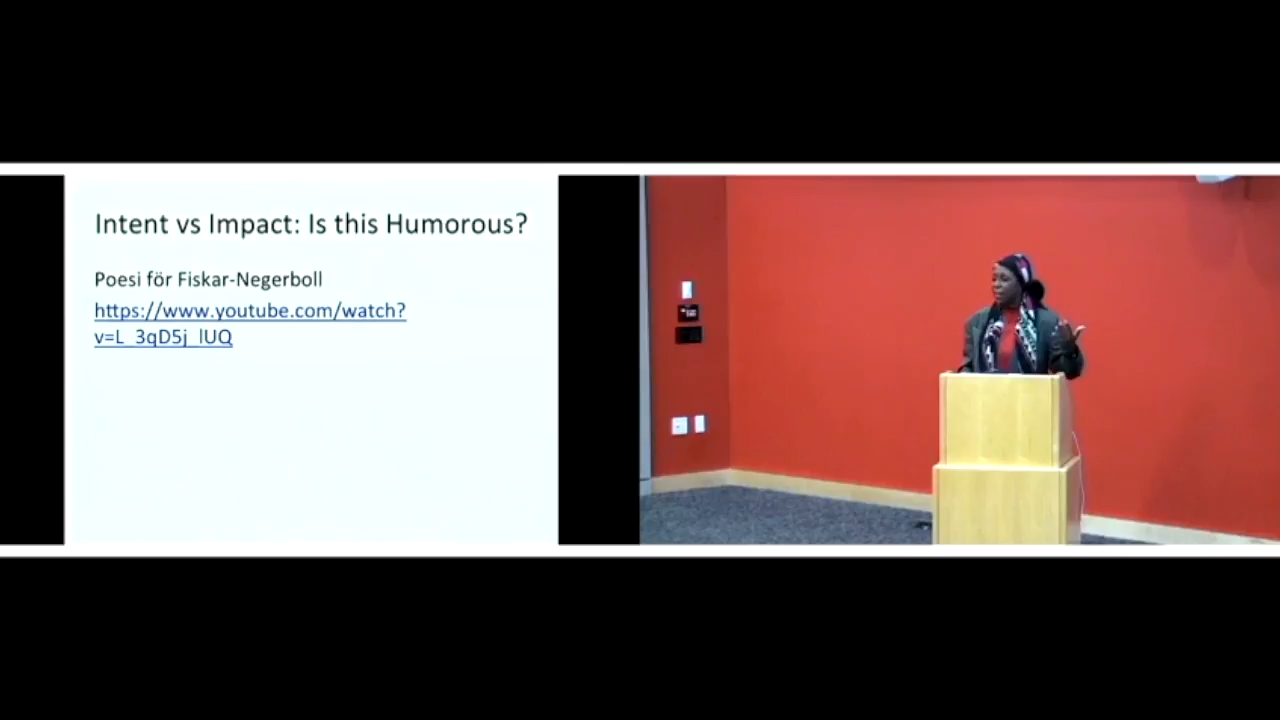 Intent vs Impact: Is this Humorous?
Poesi för Fiskar-Negerboll
https://www.youtube.com/watch?
v=L_3qD5j_lUQ